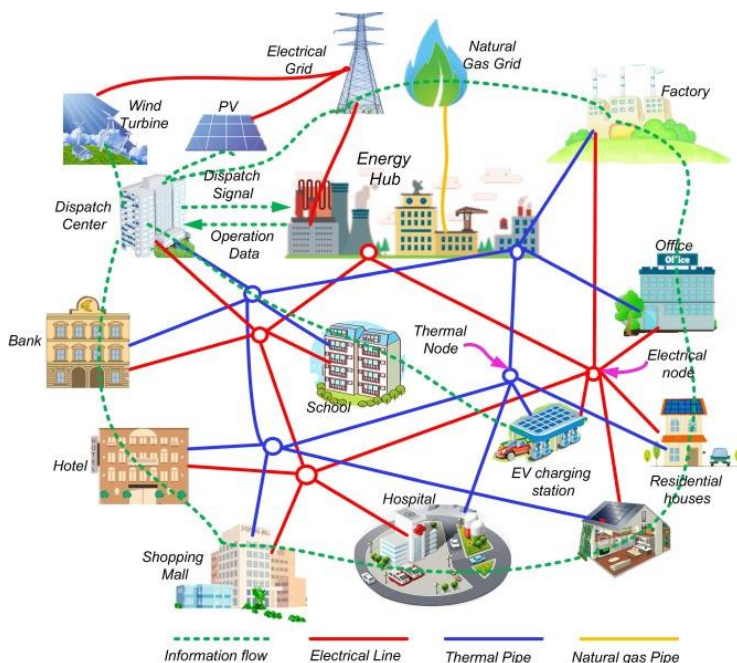 Electrical
Grid
Natural
Gas Grid
Wind
Turbine
PV
Factory
Energy
Hub
Dispatch
Signal
Dispatch
Center
Operation
Data
Office
Office
Bank
Thermal
Node
Electrical
node
School
Hotel
EV charging
station
Residential
houses
Hospital
Shopping
Mall
Information flow
Electrical Line
Thermal Pipe
Natural gas Pipe